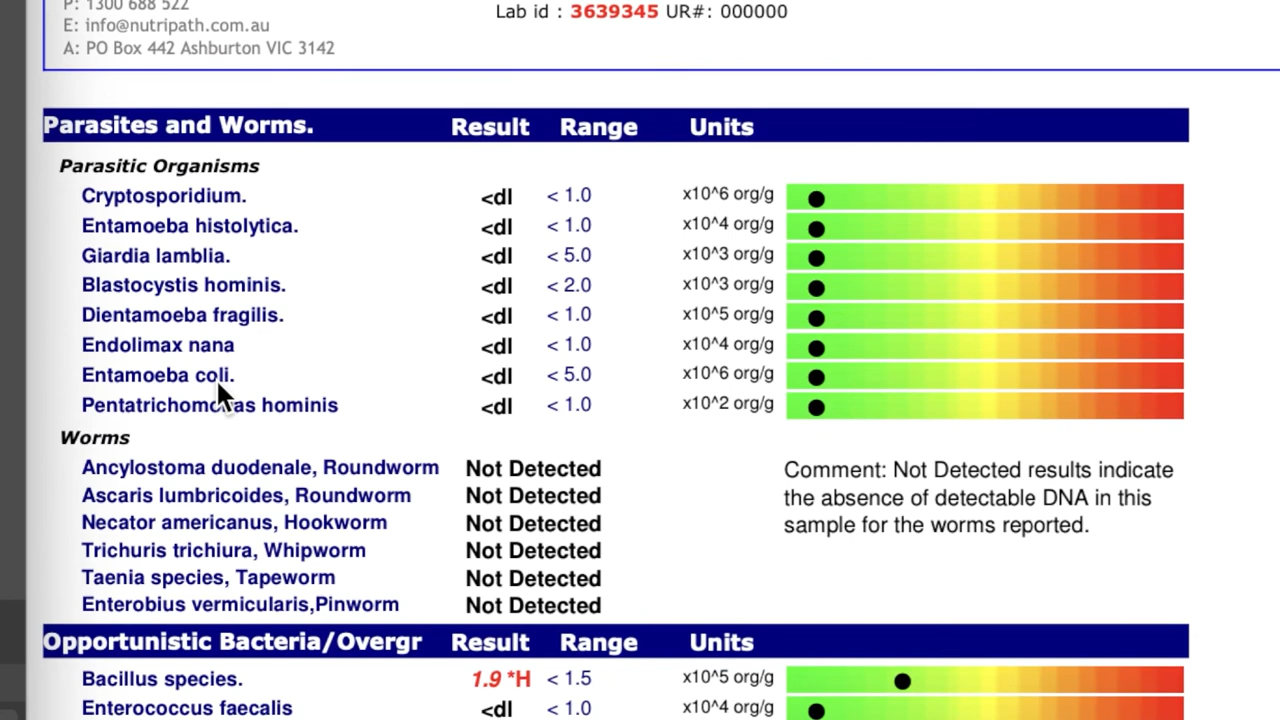 P: 1300 688 522
Lab id : 3639345 UR#: 000000
E: info@nutripath.com.au
A: PO Box 442 Ashburton VIC 3142
Parasites and Worms. Result Range Units
Parasitic Organisms
Cryptosporidium. <dl < 1.0 x10^6 org/g
Entamoeba histolytica. <dl < 1.0 x10^4 org/g
Giardia lamblia. <dl < 5.0 x10^3 org/g
Blastocystis hominis. <dl < 2.0 x10^3 org/g
Dientamoeba fragilis. <dl < 1.0 x10^5 org/g
Endolimax nana <dl < 1.0 x10^4 org/g
Entamoeba coli. <dl < 5.0 x10^6 org/g
Pentatrichomonas hominis <dl < 1.0 x10^2 org/g
Worms
Ancylostoma duodenale, Roundworm Not Detected
Ascaris lumbricoides, Roundworm Not Detected
Necator americanus, Hookworm Not Detected
Trichuris trichiura, Whipworm Not Detected
Taenia species, Tapeworm Not Detected
Enterobius vermicularis,Pinworm Not Detected
Comment: Not Detected results indicate
the absence of detectable DNA in this
sample for the worms reported.
Opportunistic Bacteria/Overgr Result Range Units
Bacillus species. 1.9 *H < 1.5 x10^5 org/g
Enterococcus faecalis <dl < 1.0 x10^4 org/g